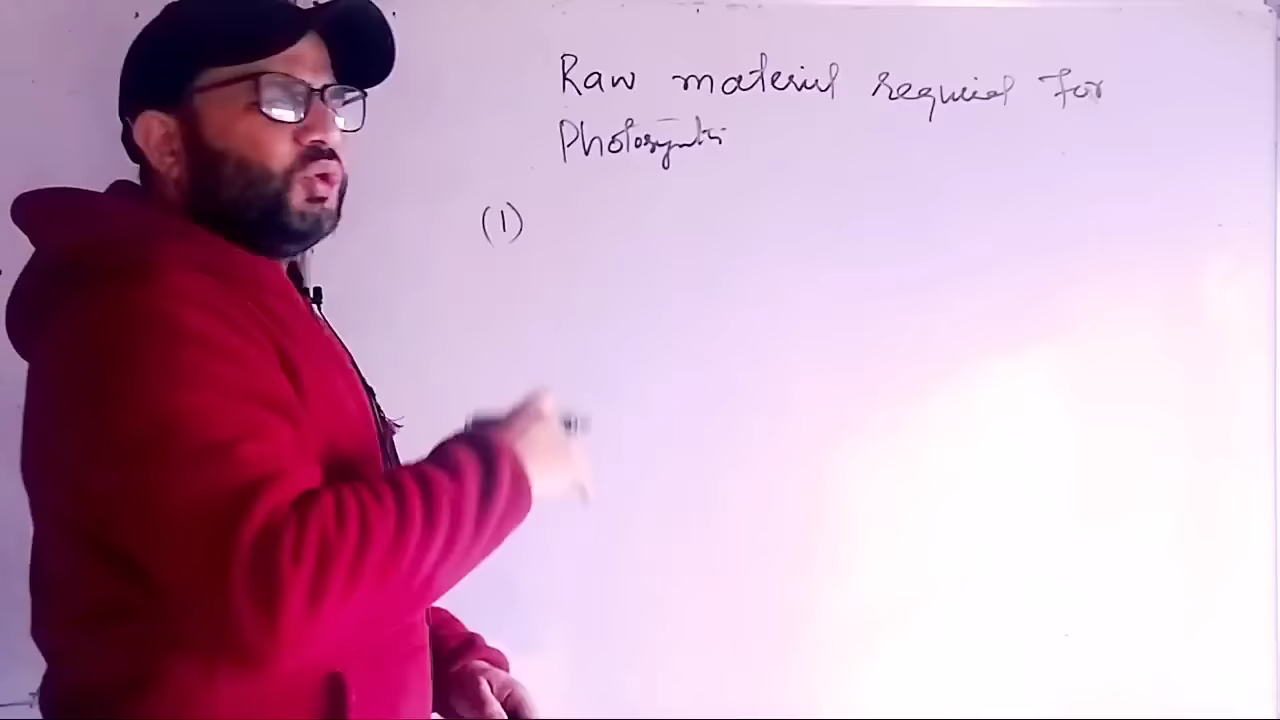 Raw material required for
Photosynthesis
(1)